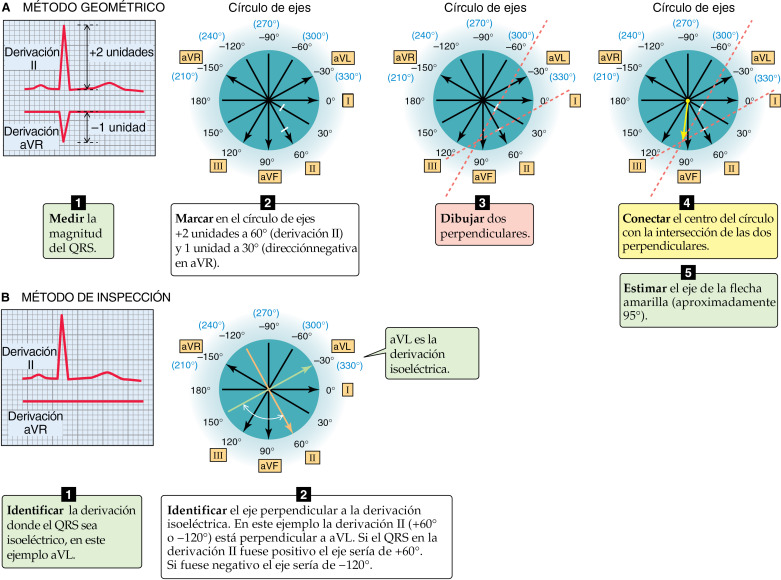 A MÉTODO GEOMÉTRICO
Derivación
II
+2 unidades
Derivación
aVR
−1 unidad
1
Medir la
magnitud
del QRS.
Círculo de ejes
(270°)
(240°) −90° (300°)
−120° −60°
aVR aVL
−150° −30°
(210°) (330°)
180° 0° I
150° 30°
120° 60°
III 90° II
aVF
2
Marcar en el círculo de ejes
+2 unidades a 60° (derivación II)
y 1 unidad a 30° (direcciónnegativa
en aVR).
Círculo de ejes
(270°)
(240°) −90° (300°)
−120° −60°
aVR aVL
−150° −30°
(210°) (330°)
180° 0° I
150° 30°
120° 60°
III 90° II
aVF
3
Dibujar dos
perpendiculares.
Círculo de ejes
(270°)
(240°) −90° (300°)
−120° −60°
aVR aVL
−150° −30°
(210°) (330°)
180° 0° I
150° 30°
120° 60°
III 90° II
aVF
4
Conectar el centro del círculo
con la intersección de las dos
perpendiculares.
5
Estimar el eje de la flecha
amarilla (aproximadamente
95°).
B MÉTODO DE INSPECCIÓN
Derivación
II
Derivación
aVR
(270°)
(240°) −90° (300°)
−120° −60°
aVR aVL
−150° −30°
(210°) (330°)
180° 0° I
150° 30°
120° 60°
III 90° II
aVF
aVL es la
derivación
isoeléctrica.
1
Identificar la derivación
donde el QRS sea
isoeléctrico, en este
ejemplo aVL.
2
Identificar el eje perpendicular a la derivación
isoeléctrica. En este ejemplo la derivación II (+60°
o −120°) está perpendicular a aVL. Si el QRS en la
derivación II fuese positivo el eje sería de +60°.
Si fuese negativo el eje sería de −120°.